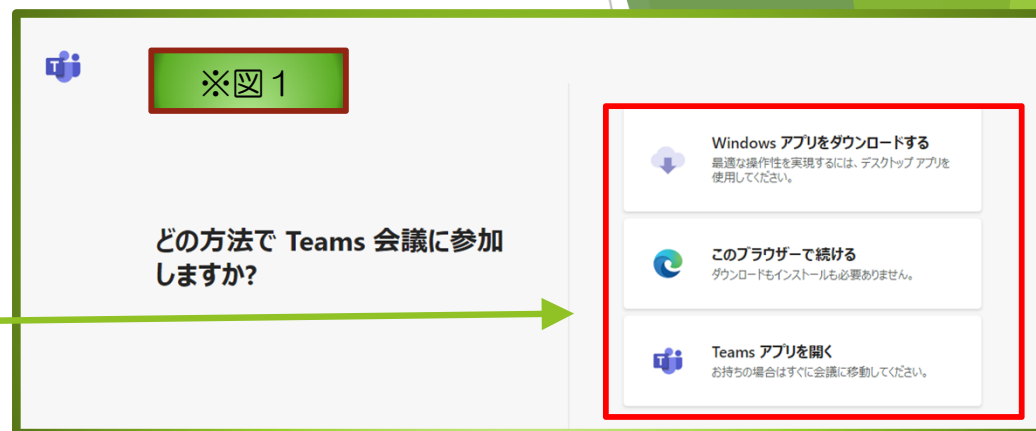 ※図1
どの方法で Teams 会議に参加
しますか?
Windows アプリをダウンロードする
最適な操作性を実現するには、デスクトップ アプリを
使用してください。
このブラウザーで続ける
ダウンロードもインストールも必要ありません。
Teams アプリを開く
お持ちの場合はすぐに会議に移動してください。